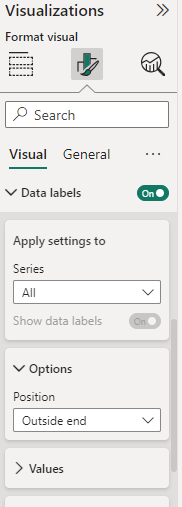 Visualizations
Format visual
Search
Visual General ...
Data labels On
Apply settings to
Series
All
Show data labels On
Options
Position
Outside end
Values